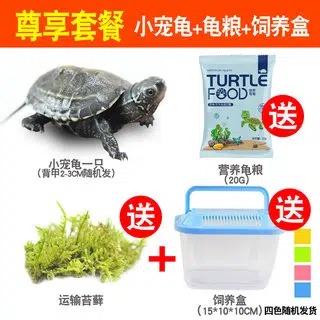 尊享套餐 小宠龟+龟粮+饲养盒
TURTLE
FOOD
送
小宠龟一只
(背甲2-3CM随机发)
营养龟粮
(20G)
送
送
+
运输苔藓
饲养盒
(15*10*10CM)
四色随机发货